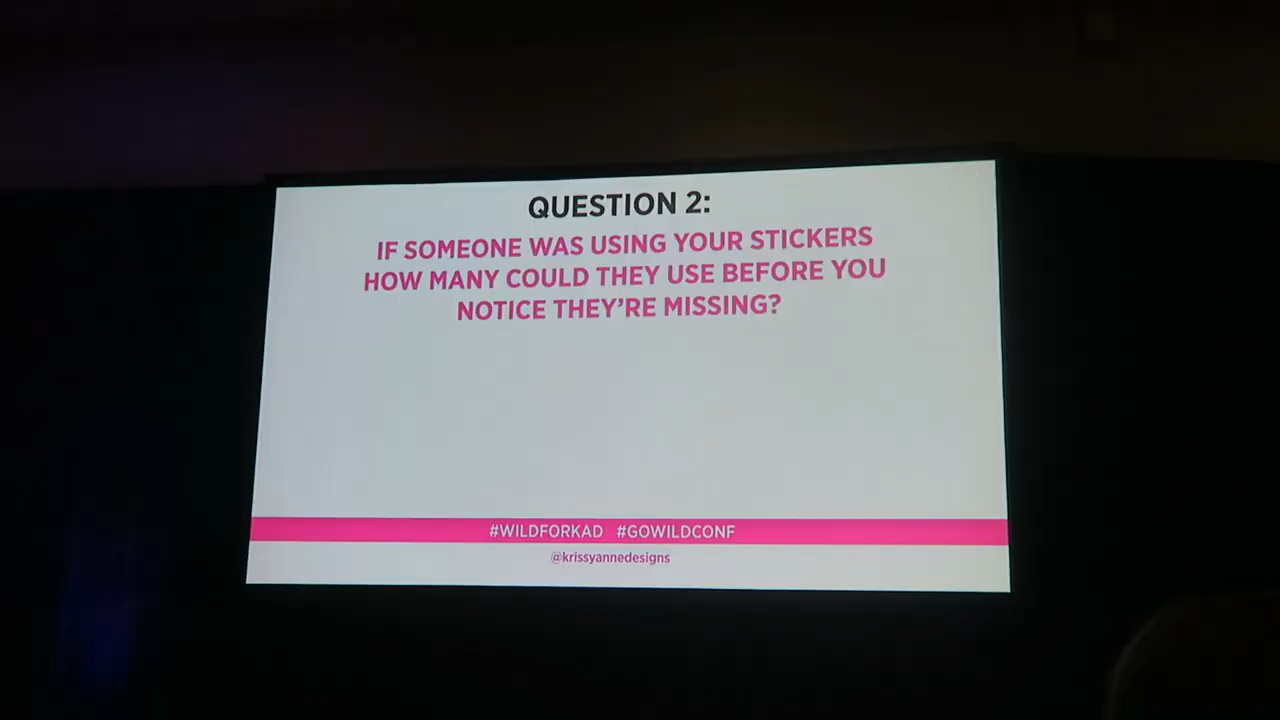 QUESTION 2:
IF SOMEONE WAS USING YOUR STICKERS
HOW MANY COULD THEY USE BEFORE YOU
NOTICE THEY'RE MISSING?
#WILDFORKAD #GOWILDCONF
@krissyannedesigns